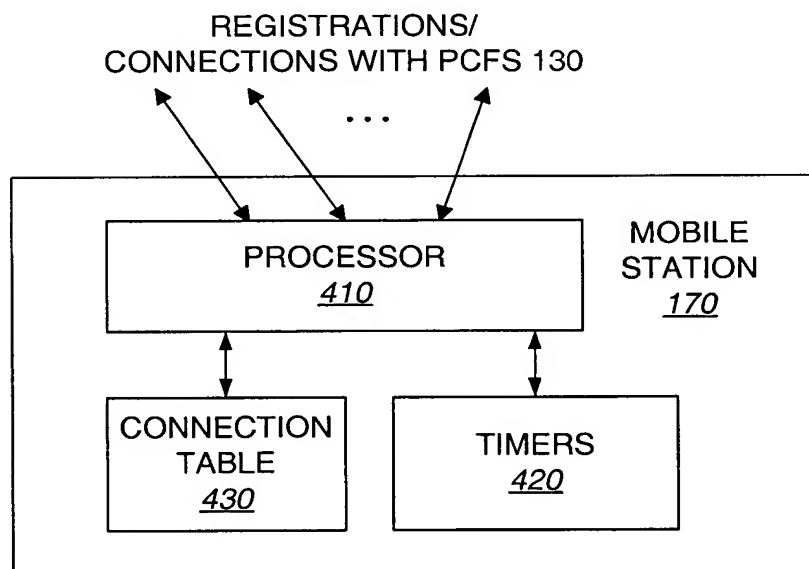 REGISTRATIONS/
CONNECTIONS WITH PCFS 130
...
PROCESSOR
410
MOBILE
STATION
170
CONNECTION
TABLE
430
TIMERS
420